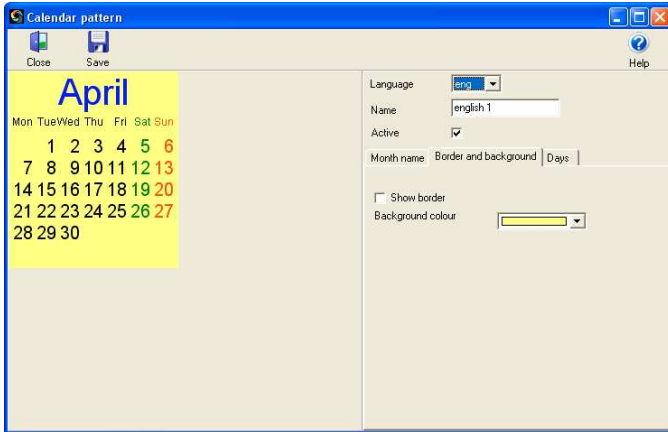 Calendar pattern
Close Save Help
April
Mon TueWed Thu Fri Sat Sun
1 2 3 4 5 6
7 8 9 10 11 12 13
14 15 16 17 18 19 20
21 22 23 24 25 26 27
28 29 30
Language eng
Name english 1
Active
Month name Border and background Days
Show border
Background colour